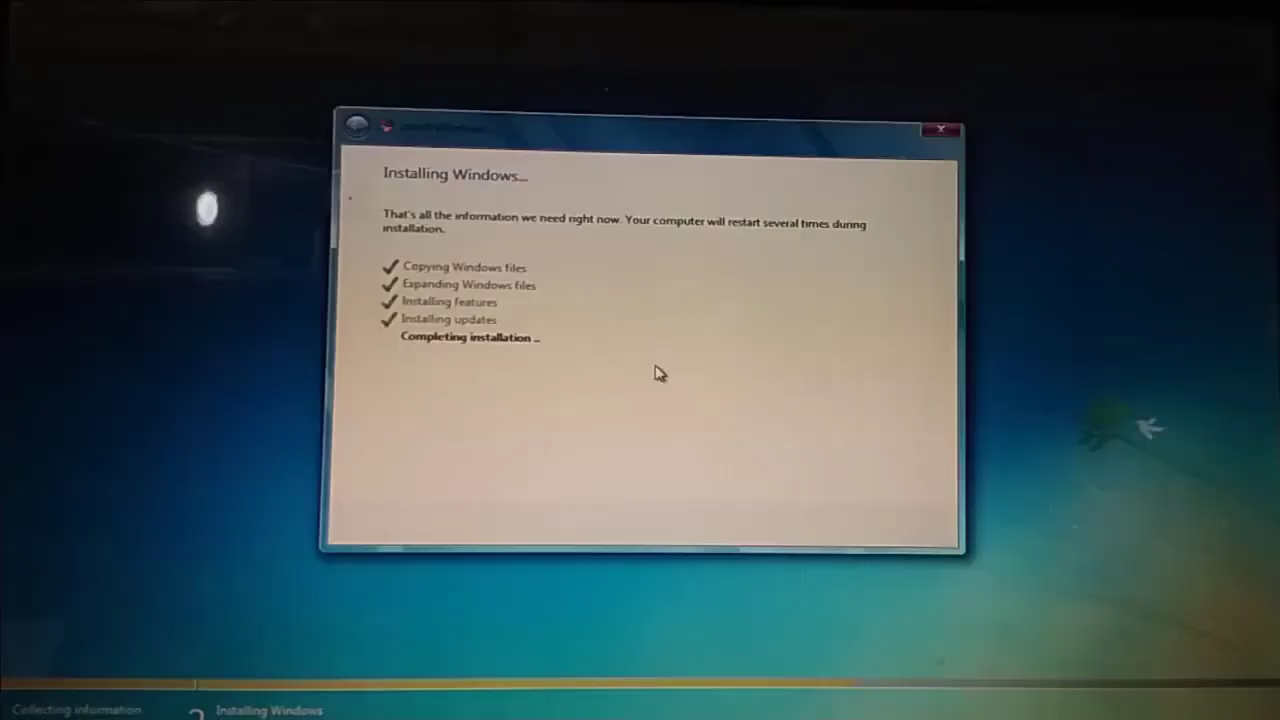 Installing Windows...
That's all the information we need right now. Your computer will restart several times during
installation.
Copying Windows files
Expanding Windows files
Installing features
Installing updates
Completing installation ...
Collecting information
2 Installing Windows